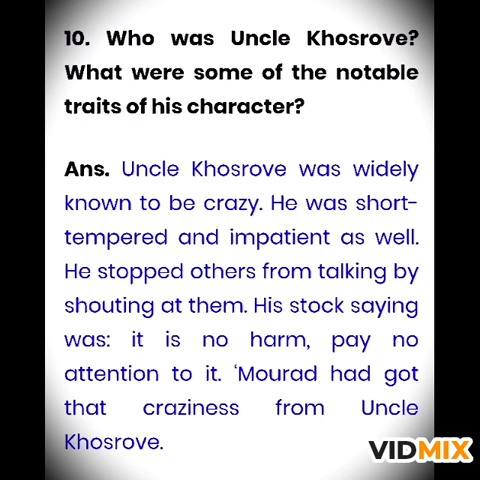 10. Who was Uncle Khosrove?
What were some of the notable
traits of his character?
Ans. Uncle Khosrove was widely
known to be crazy. He was short-
tempered and impatient as well.
He stopped others from talking by
shouting at them. His stock saying
was: it is no harm, pay no
attention to it. ‘Mourad had got
that craziness from Uncle
Khosrove.
VIDMIX